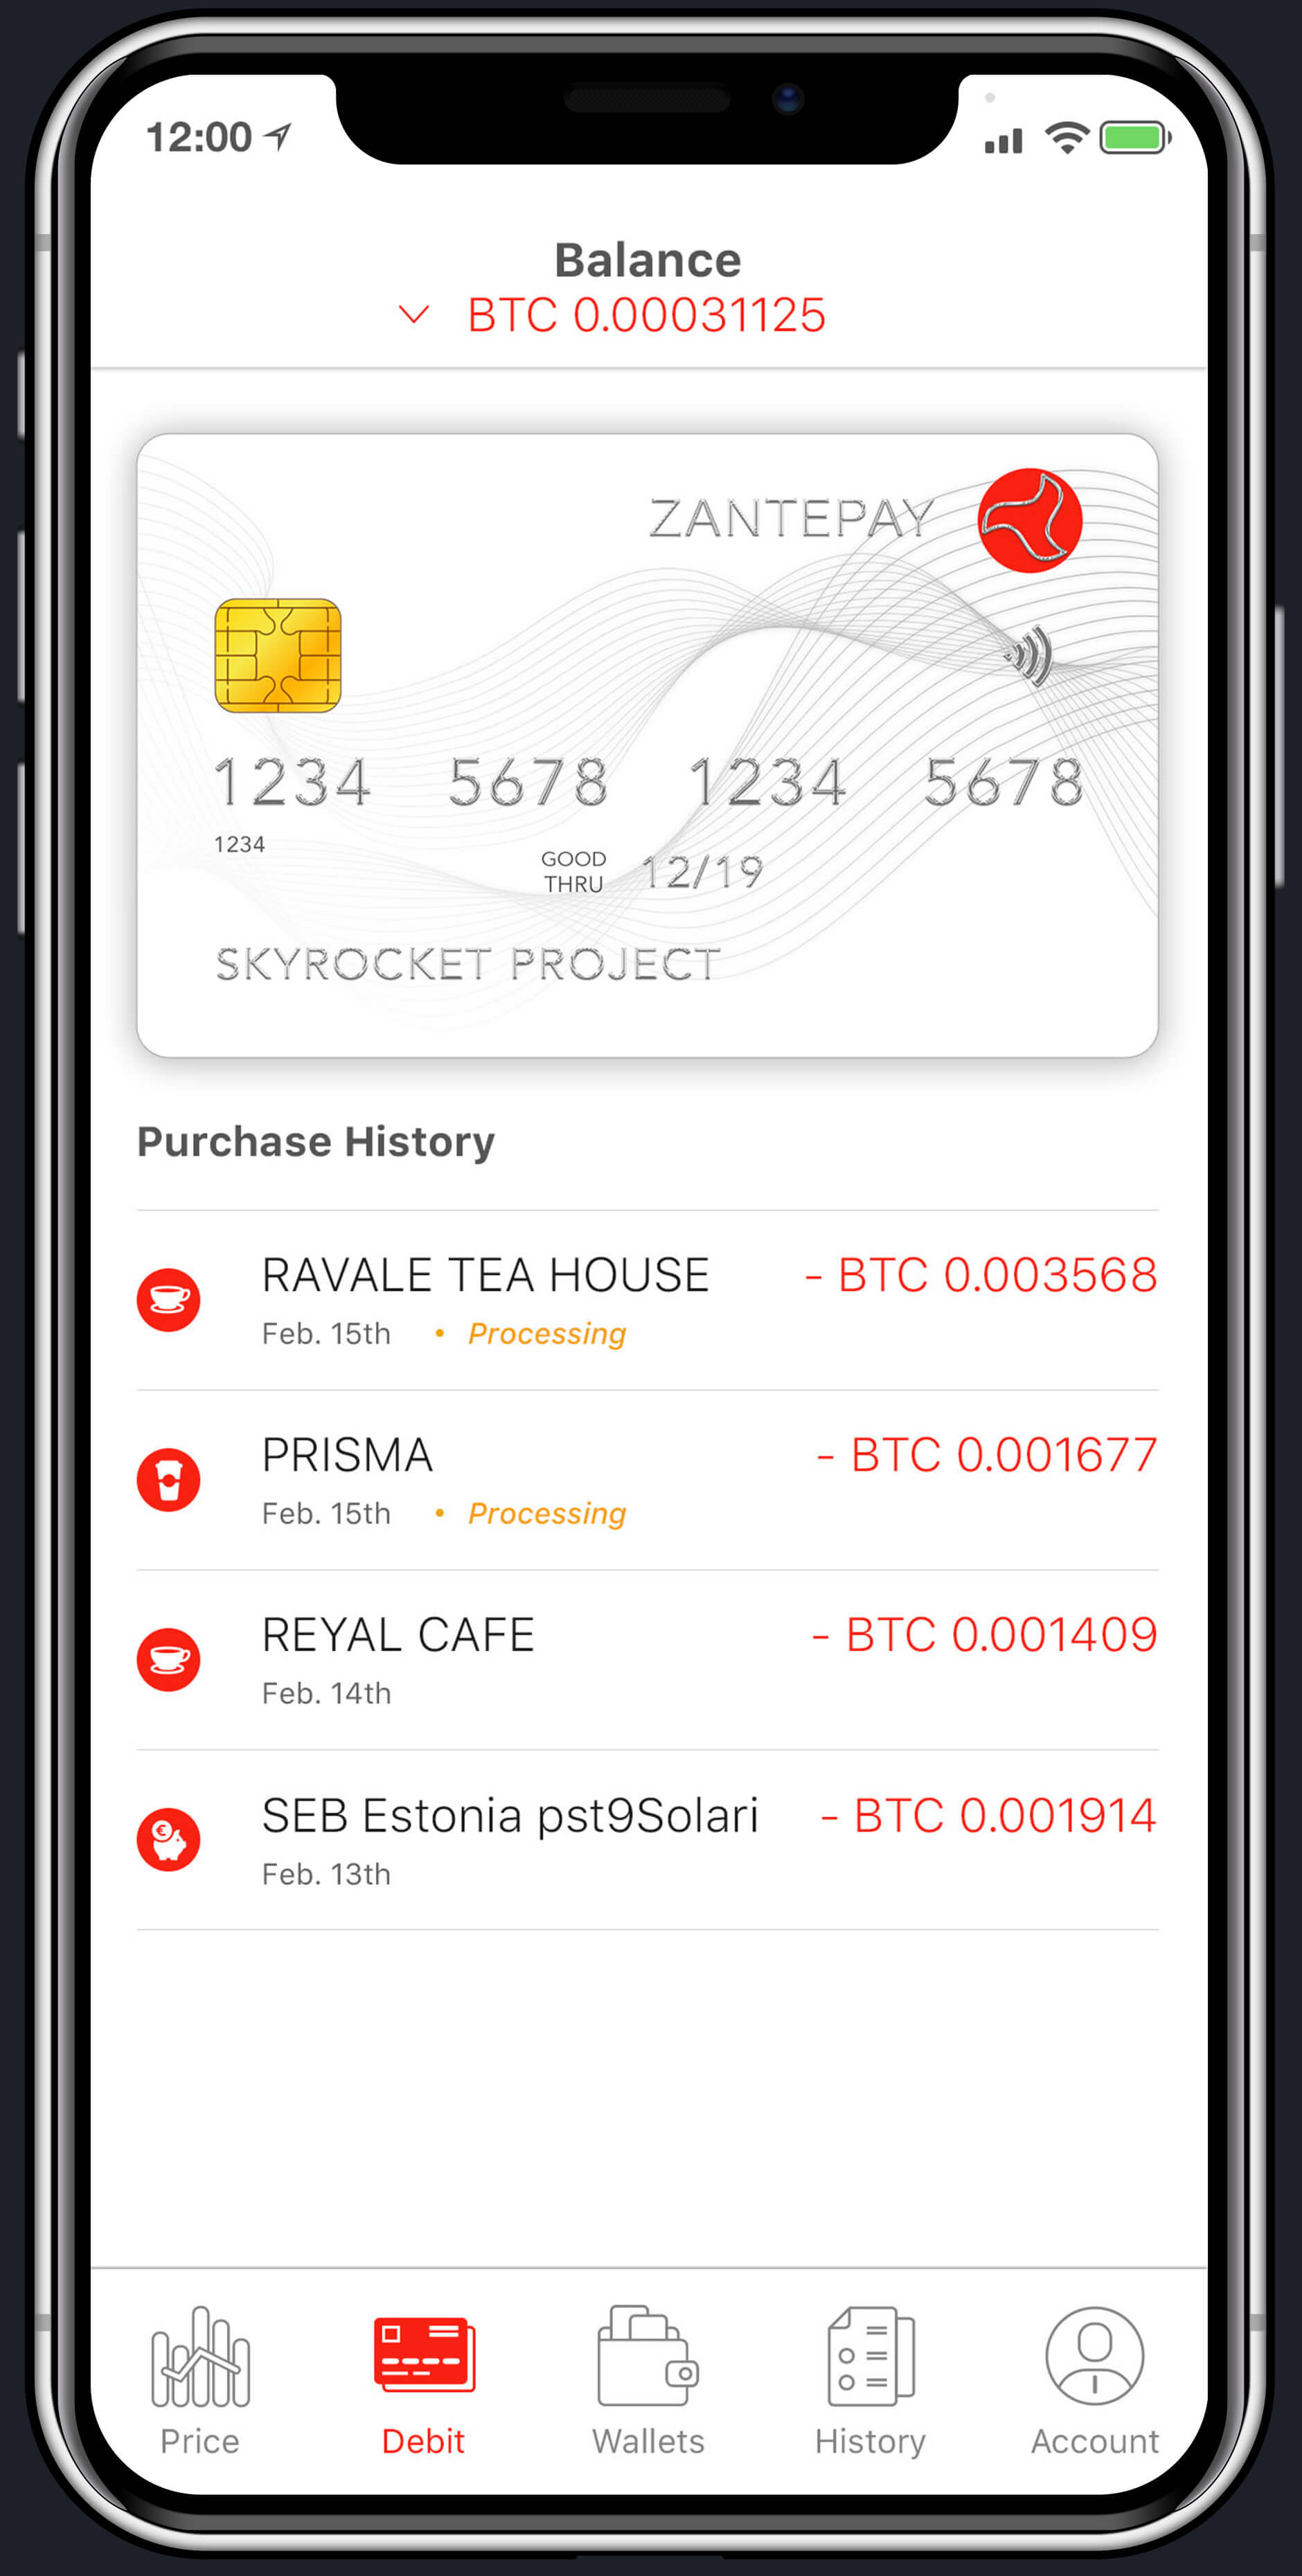 12:00
Balance
BTC 0.00031125
ZANTEPAY
1234 5678 1234 5678
1234
GOOD
THRU
12/19
SKYROCKET PROJECT
Purchase History
RAVALE TEA HOUSE - BTC 0.003568
Feb. 15th • Processing
PRISMA - BTC 0.001677
Feb. 15th • Processing
REYAL CAFE - BTC 0.001409
Feb. 14th
SEB Estonia pst9Solari - BTC 0.001914
Feb. 13th
Price Debit Wallets History Account